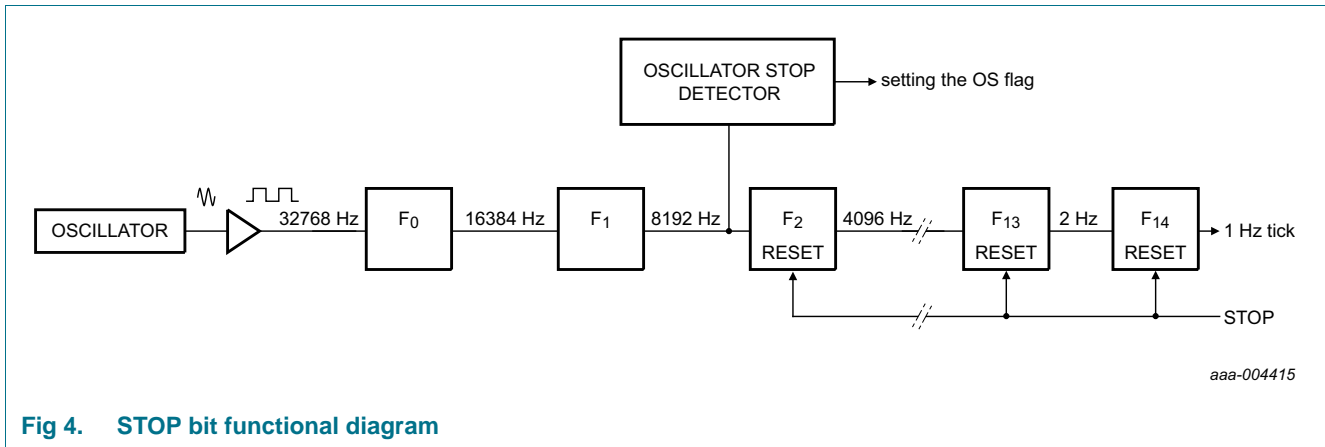 OSCILLATOR STOP
DETECTOR
setting the OS flag
OSCILLATOR
32768 Hz
F0
16384 Hz
F1
8192 Hz
F2
RESET
4096 Hz
F13
RESET
2 Hz
F14
RESET
1 Hz tick
STOP
aaa-004415
Fig 4. STOP bit functional diagram